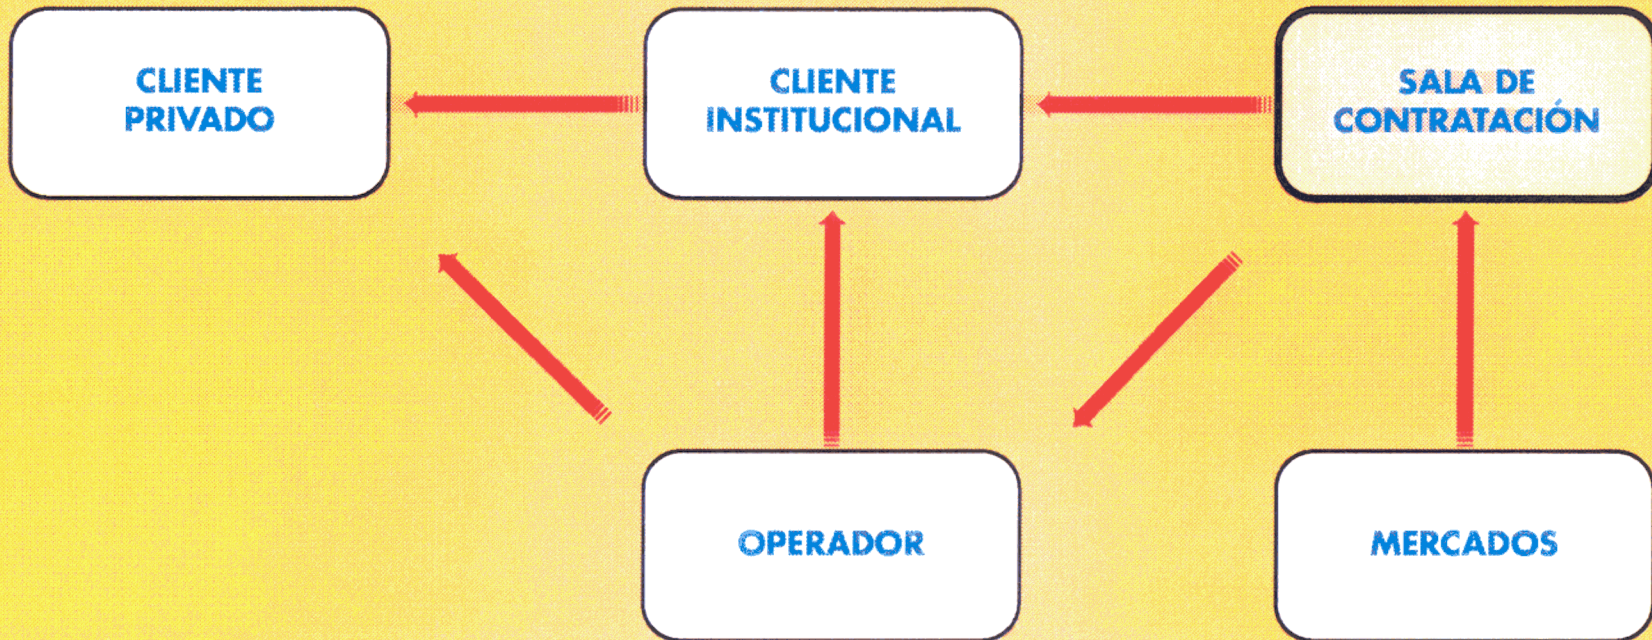 CLIENTE
PRIVADO
CLIENTE
INSTITUCIONAL
SALA DE
CONTRATACIÓN
OPERADOR
MERCADOS